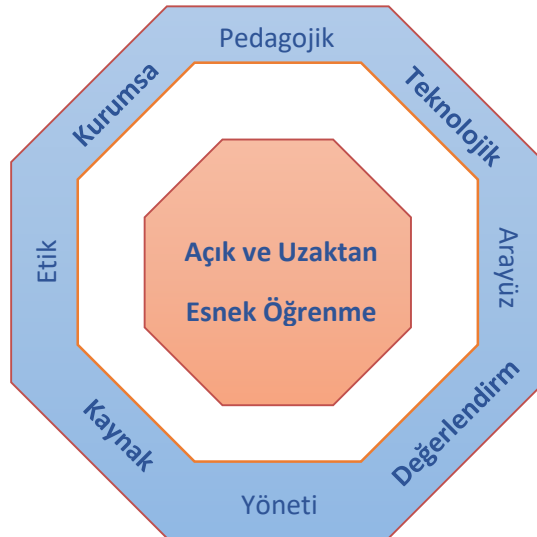 Pedagojik
Teknolojik
Arayüz
Değerlendirm
Yöneti
Kaynak
Etik
Kurumsa
Açık ve Uzaktan
Esnek Öğrenme